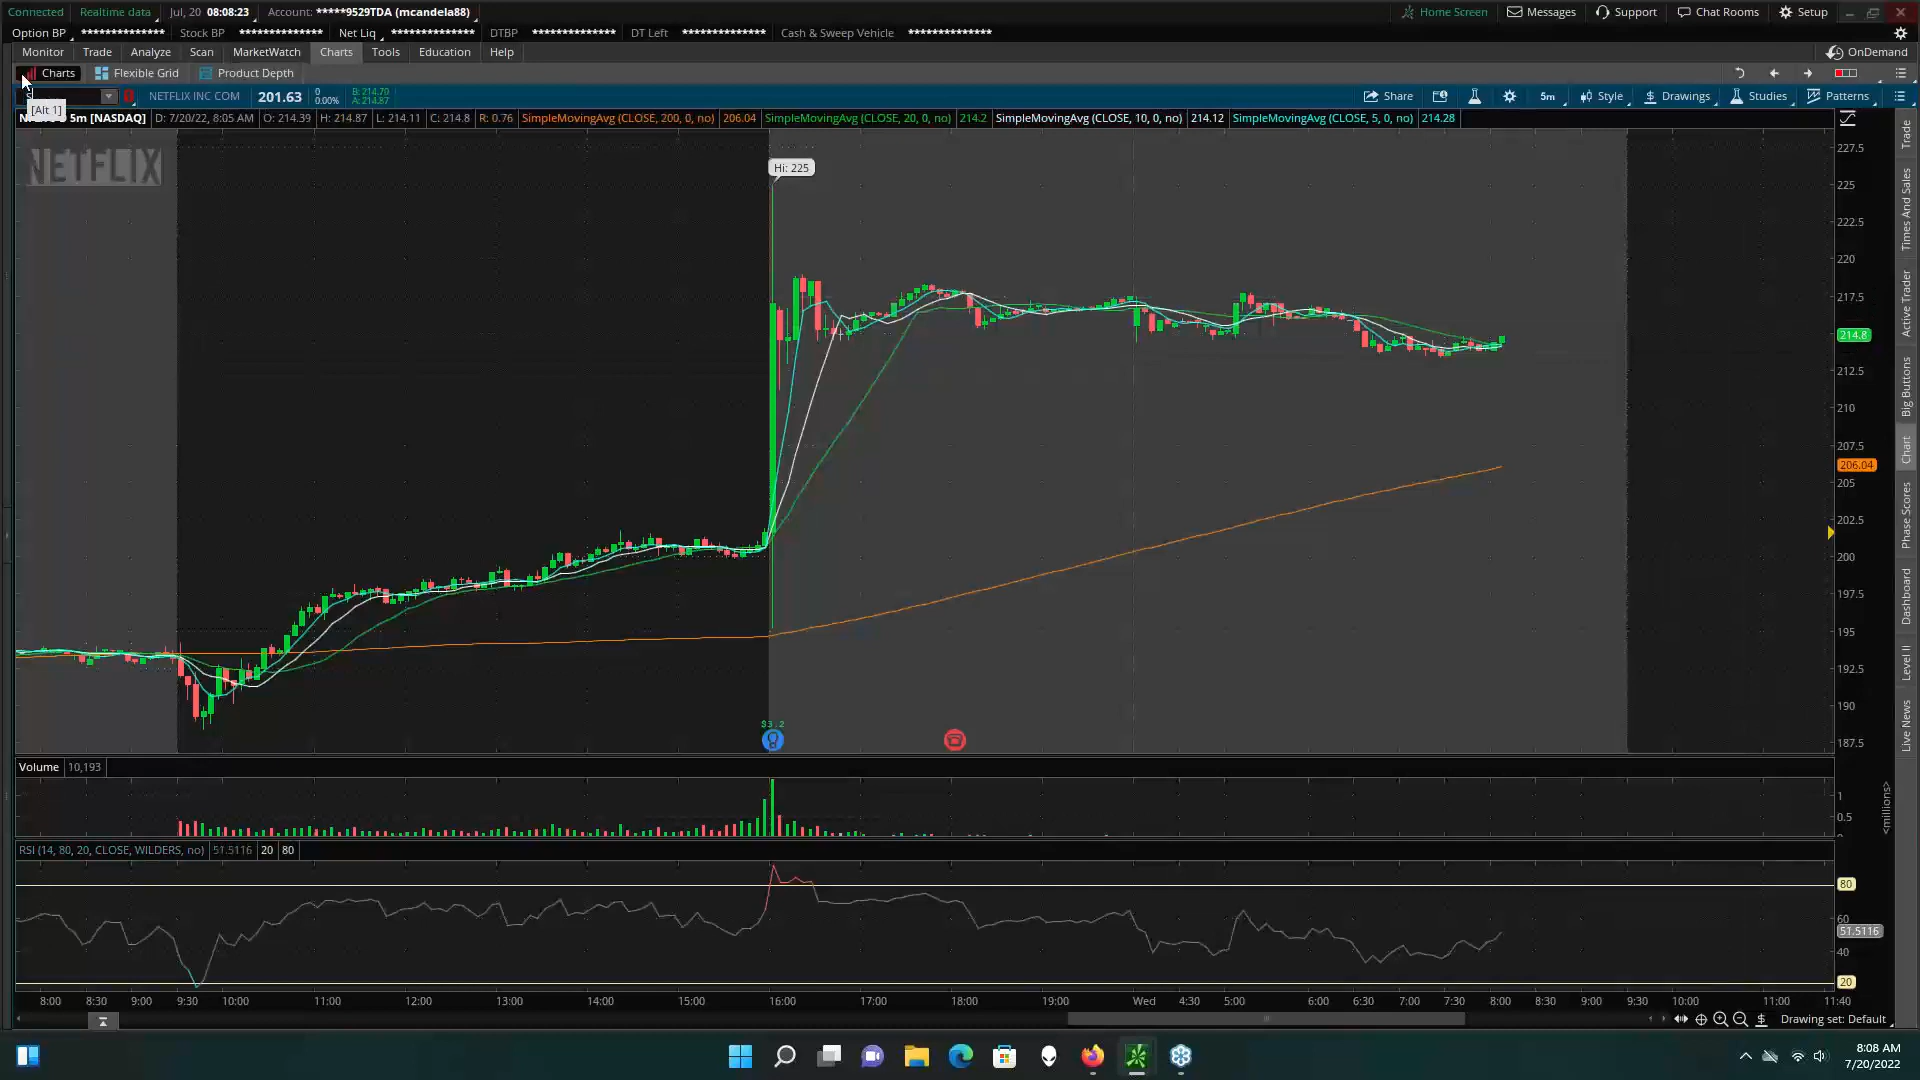 Connected Realtime data Jul, 20 08:08:23 Account: *****9529TDA (mcandela88) Home Screen Messages Support Chat Rooms Setup
Option BP ************** Stock BP ************** Net Liq ************** DTBP ************** DT Left ************** Cash & Sweep Vehicle **************
Monitor Trade Analyze Scan MarketWatch Charts Tools Education Help OnDemand
Charts Flexible Grid Product Depth
NETFLIX INC COM 201.63 0 0.00% B: 214.70 A: 214.87 Share 5m Style Drawings Studies Patterns
[Alt 1]
5m [NASDAQ] D: 7/20/22, 8:05 AM O: 214.39 H: 214.87 L: 214.11 C: 214.8 R: 0.76 SimpleMovingAvg (CLOSE, 200, 0, no) 206.04 SimpleMovingAvg (CLOSE, 20, 0, no) 214.2 SimpleMovingAvg (CLOSE, 10, 0, no) 214.12 SimpleMovingAvg (CLOSE, 5, 0, no) 214.28
NETFLIX
Hi: 225
227.5
225
222.5
220
217.5
214.8
212.5
210
207.5
206.04
205
202.5
200
197.5
195
192.5
190
187.5
$3.2
Trade
Times And Sales
Active Trader
Big Buttons
Chart
Phase Scores
Dashboard
Level II
Live News
Volume 10,193
1
0.5
0
<millions>
RSI (14, 80, 20, CLOSE, WILDERS, no) 51.5116 20 80
80
60
51.5116
40
20
8:00 8:30 9:00 9:30 10:00 11:00 12:00 13:00 14:00 15:00 16:00 17:00 18:00 19:00 Wed 4:30 5:00 6:00 6:30 7:00 7:30 8:00 8:30 9:00 9:30 10:00 11:00 11:40
Drawing set: Default
8:08 AM
7/20/2022